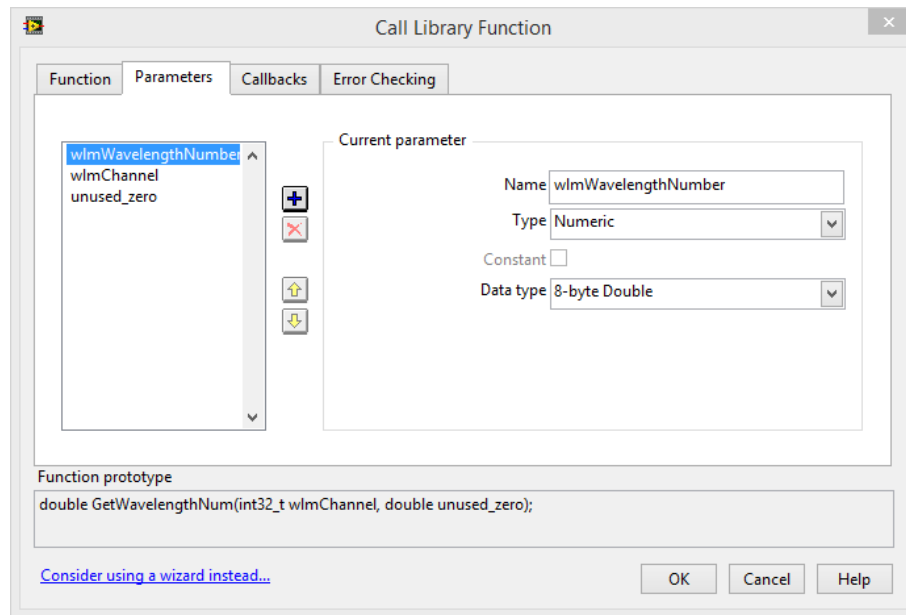 Call Library Function
Function Parameters Callbacks Error Checking
wlmWavelengthNumber
wlmChannel
unused_zero
Current parameter
Name wlmWavelengthNumber
Type Numeric
Constant
Data type 8-byte Double
Function prototype
double GetWavelengthNum(int32_t wlmChannel, double unused_zero);
Consider using a wizard instead...
OK Cancel Help